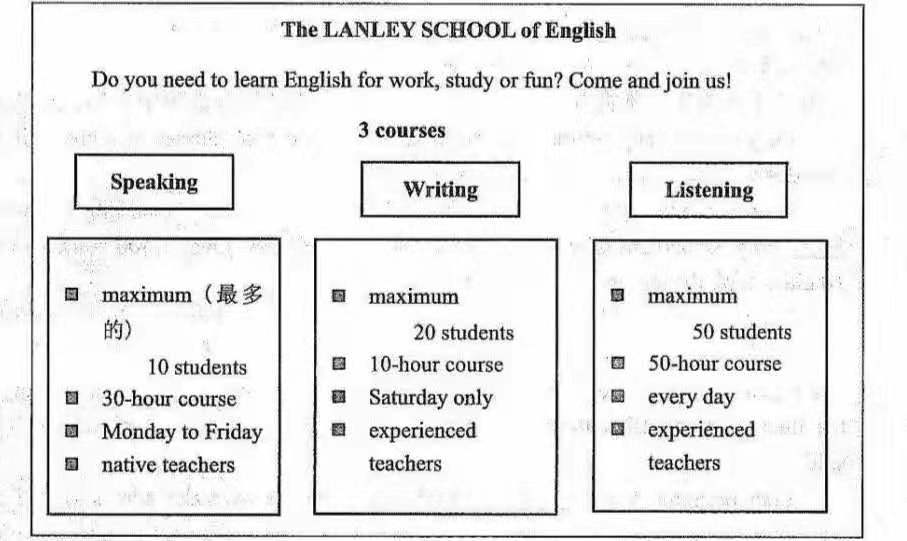 The LANLEY SCHOOL of English
Do you need to learn English for work, study or fun? Come and join us!
3 courses
Speaking
maximum（最多
的）
10 students
30-hour course
Monday to Friday
native teachers
Writing
maximum
20 students
10-hour course
Saturday only
experienced
teachers
Listening
maximum
50 students
50-hour course
every day
experienced
teachers